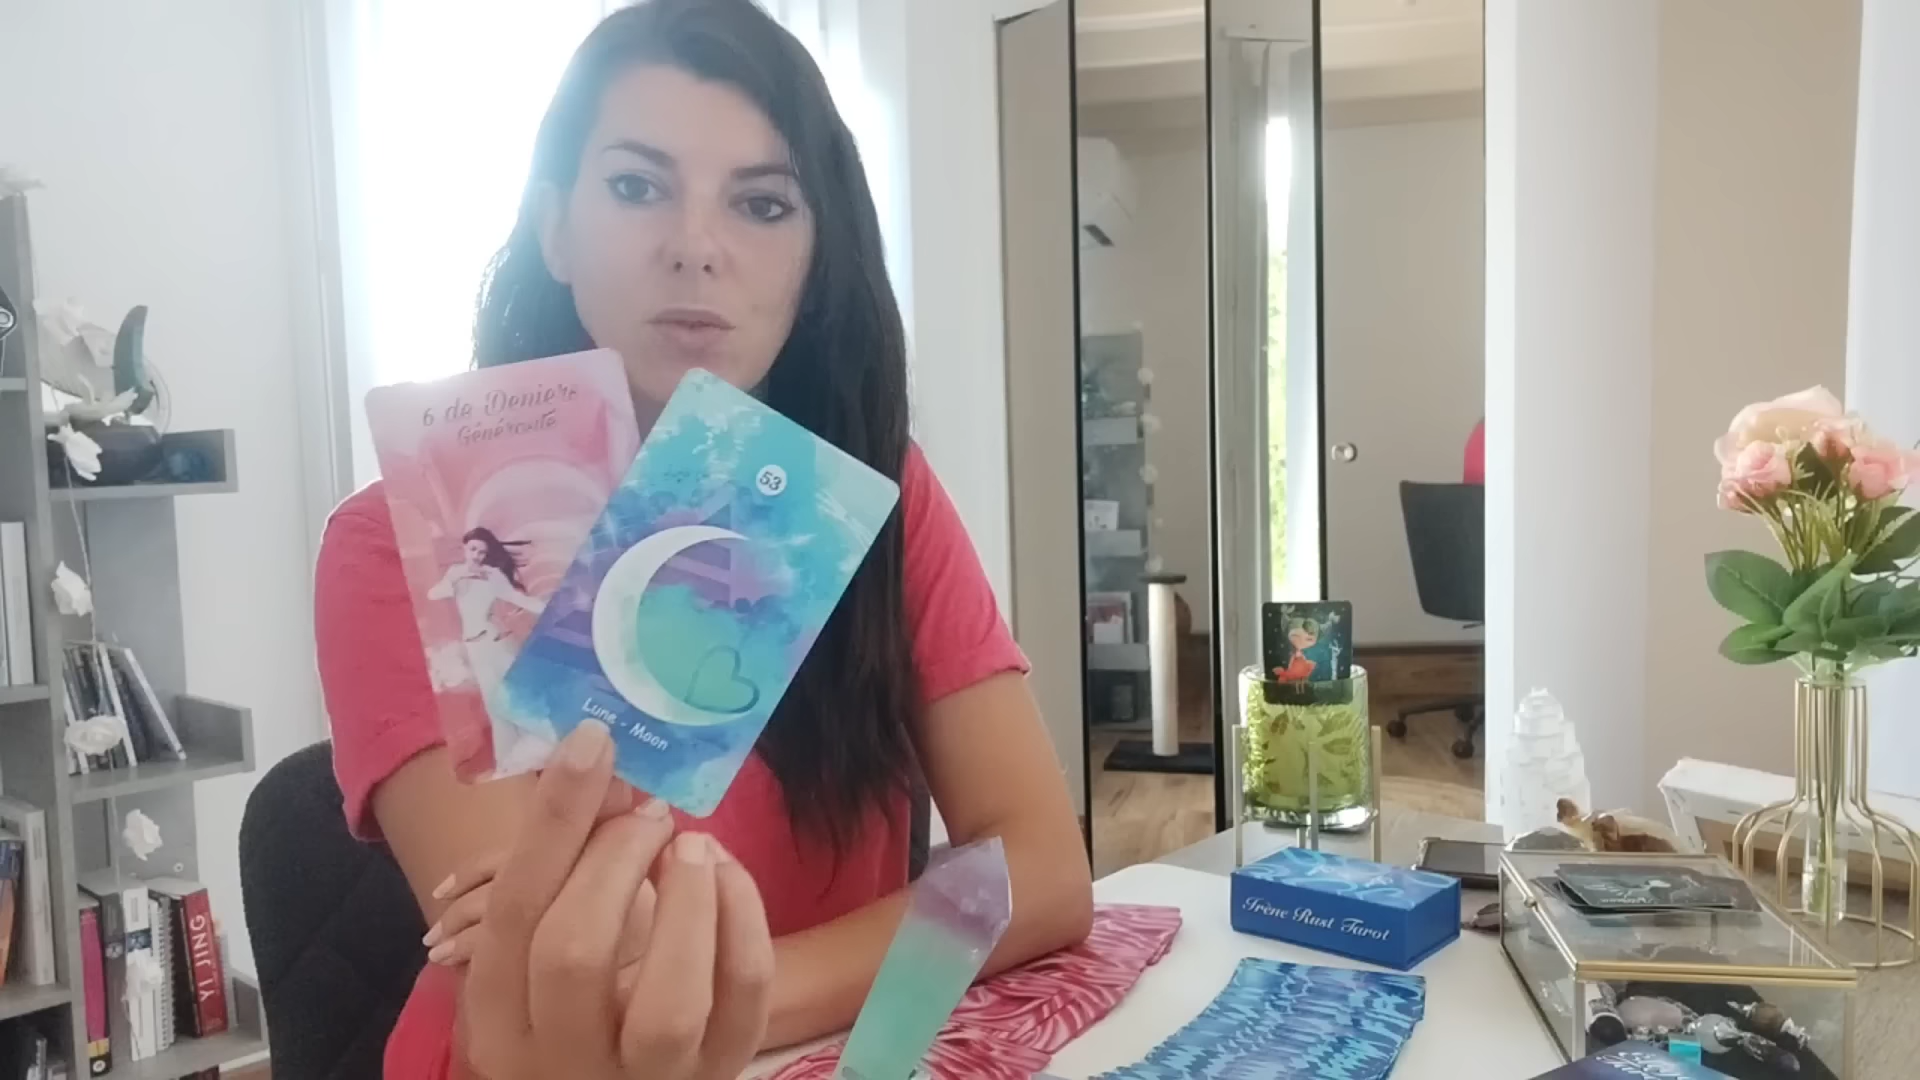 6 de Deniers
Générosité
53
Lune - Moon
Irène Rust Tarot
YI JING